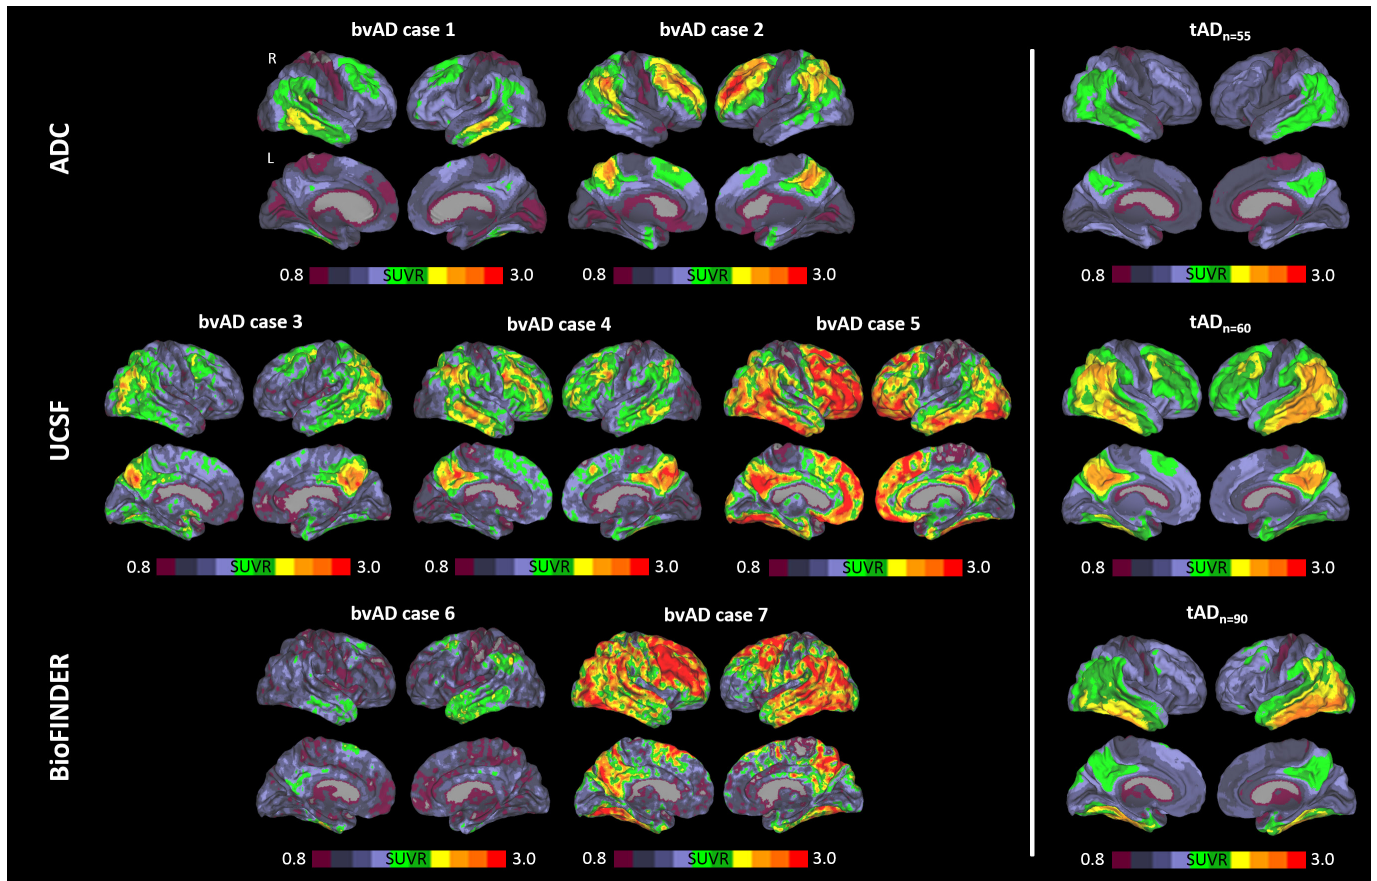 bvAD case 1
bvAD case 2
tADn=55
R
ADC
L
0.8 SUVR 3.0
0.8 SUVR 3.0
0.8 SUVR 3.0
bvAD case 3
bvAD case 4
bvAD case 5
tADn=60
UCSF
0.8 SUVR 3.0
0.8 SUVR 3.0
0.8 SUVR 3.0
0.8 SUVR 3.0
bvAD case 6
bvAD case 7
tADn=90
BioFINDER
0.8 SUVR 3.0
0.8 SUVR 3.0
0.8 SUVR 3.0